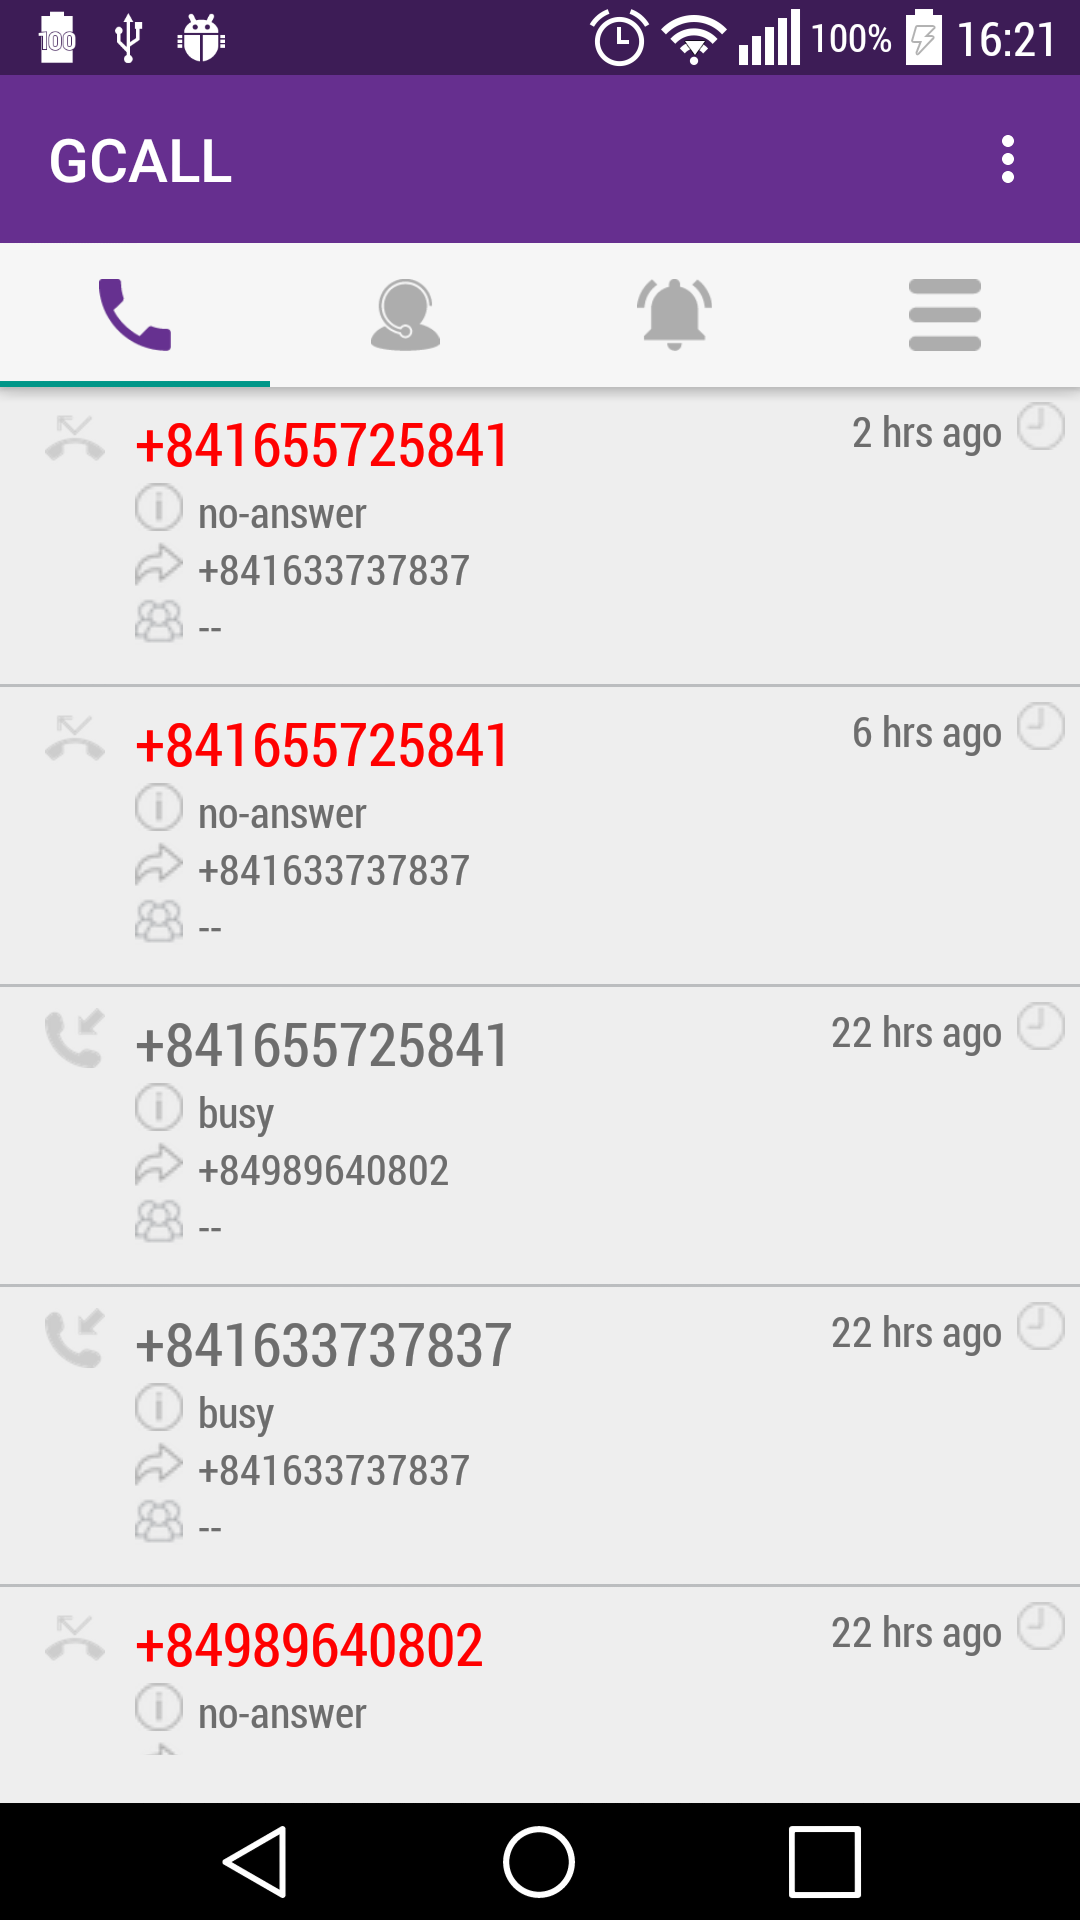 100
100%
16:21
GCALL
+841655725841
2 hrs ago
no-answer
+841633737837
--
+841655725841
6 hrs ago
no-answer
+841633737837
--
+841655725841
22 hrs ago
busy
+84989640802
--
+841633737837
22 hrs ago
busy
+841633737837
--
+84989640802
22 hrs ago
no-answer